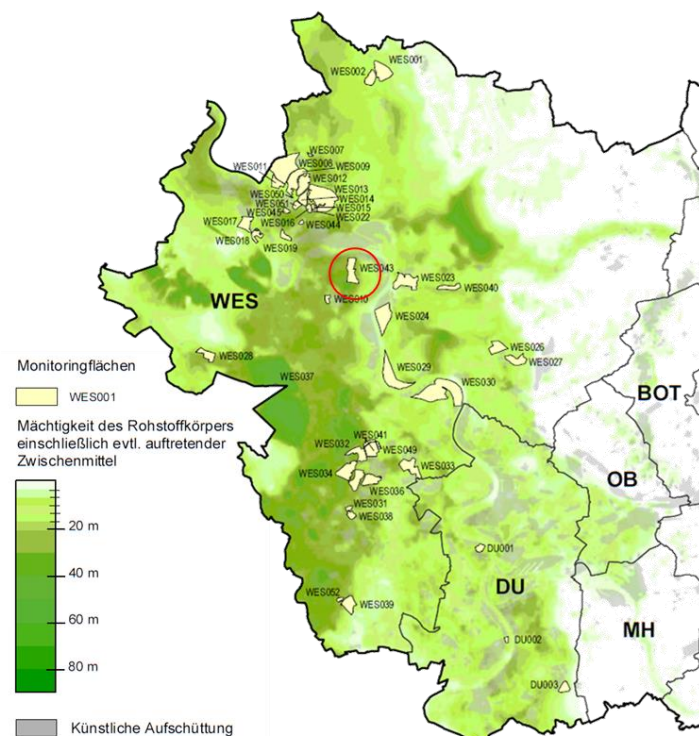 WES001
WES002
WES007
WES008
WES009
WES011
WES012
WES013
WES050
WES014
WES051
WES015
WES045
WES022
WES017
WES016
WES044
WES018
WES019
WES043
WES023
WES040
WES
WES010
WES024
WES026
WES028
WES027
WES029
Monitoringflächen
WES037
WES030
BOT
WES001
Mächtigkeit des Rohstoffkörpers
einschließlich evtl. auftretender
Zwischenmittel
WES041
WES032
WES049
WES033
WES034
OB
WES036
WES031
WES038
20 m
40 m
60 m
80 m
DU001
DU
WES052
WES039
MH
DU002
DU003
Künstliche Aufschüttung